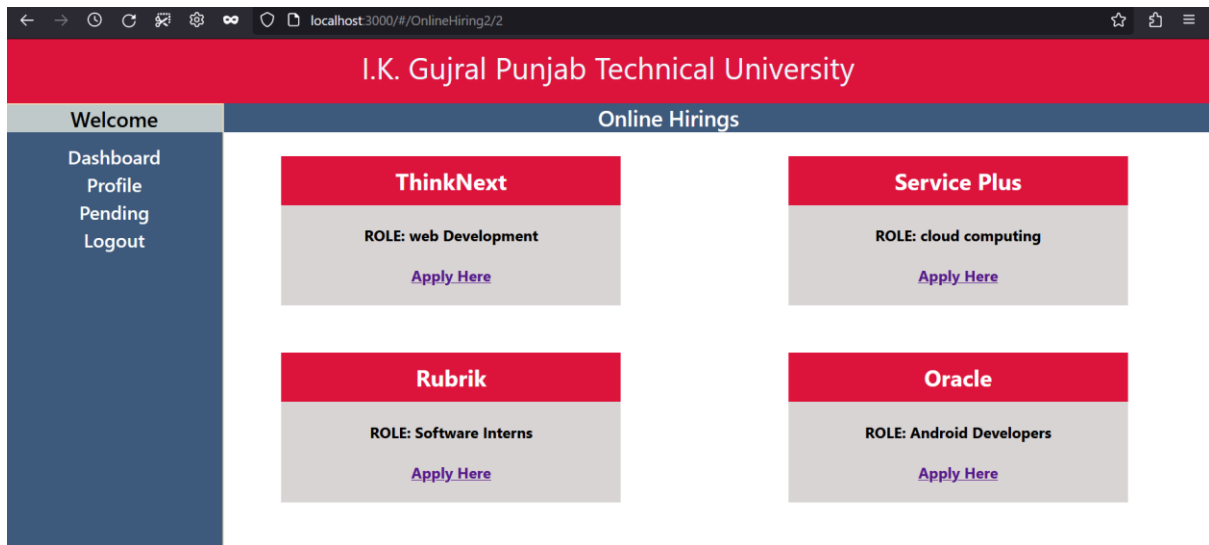 localhost:3000/#/OnlineHiring2/2
I.K. Gujral Punjab Technical University
Welcome
Online Hirings
Dashboard
Profile
Pending
Logout
ThinkNext
ROLE: web Development
Apply Here
Service Plus
ROLE: cloud computing
Apply Here
Rubrik
ROLE: Software Interns
Apply Here
Oracle
ROLE: Android Developers
Apply Here